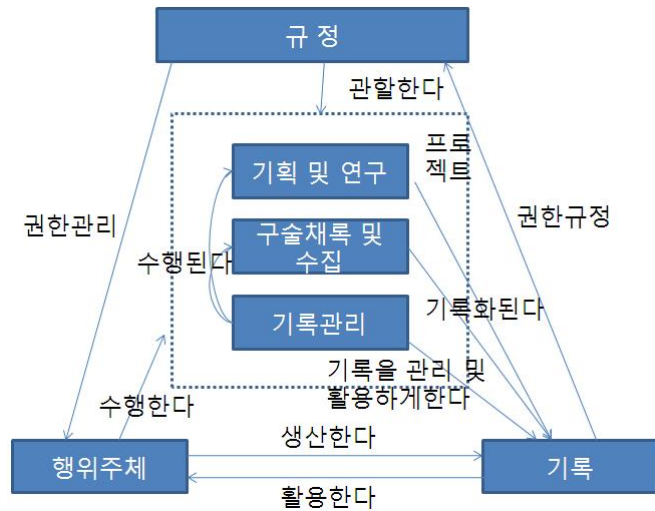 규 정
관할한다
프로
젝트
기획 및 연구
권한관리
권한규정
구술채록 및
수집
수행된다
기록화된다
기록관리
기록을 관리 및
활용하게한다
수행한다
생산한다
행위주체
기록
활용한다